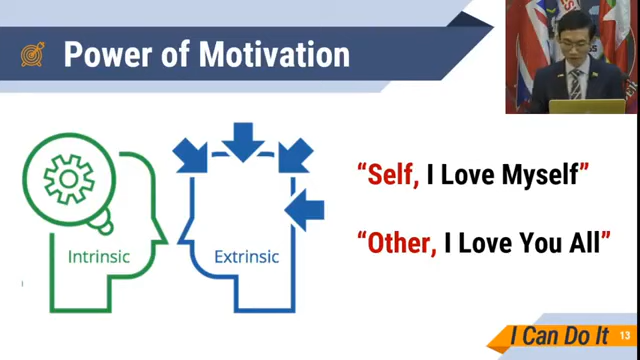 Power of Motivation
Intrinsic
Extrinsic
“Self, I Love Myself”
“Other, I Love You All”
I Can Do It
13